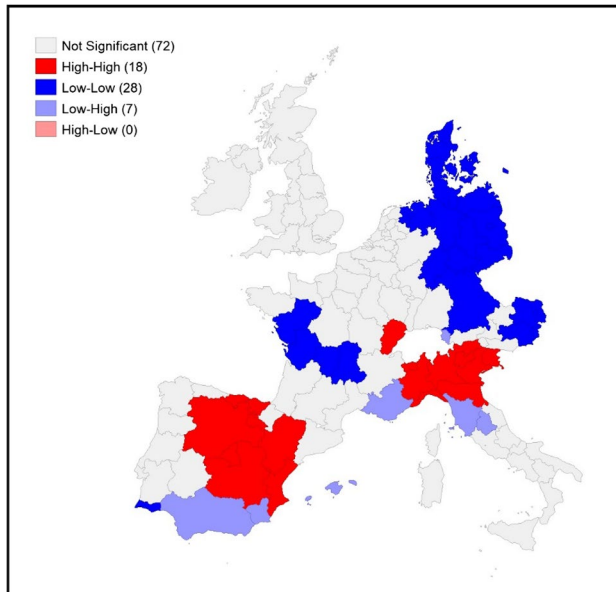 Not Significant (72)
High-High (18)
Low-Low (28)
Low-High (7)
High-Low (0)